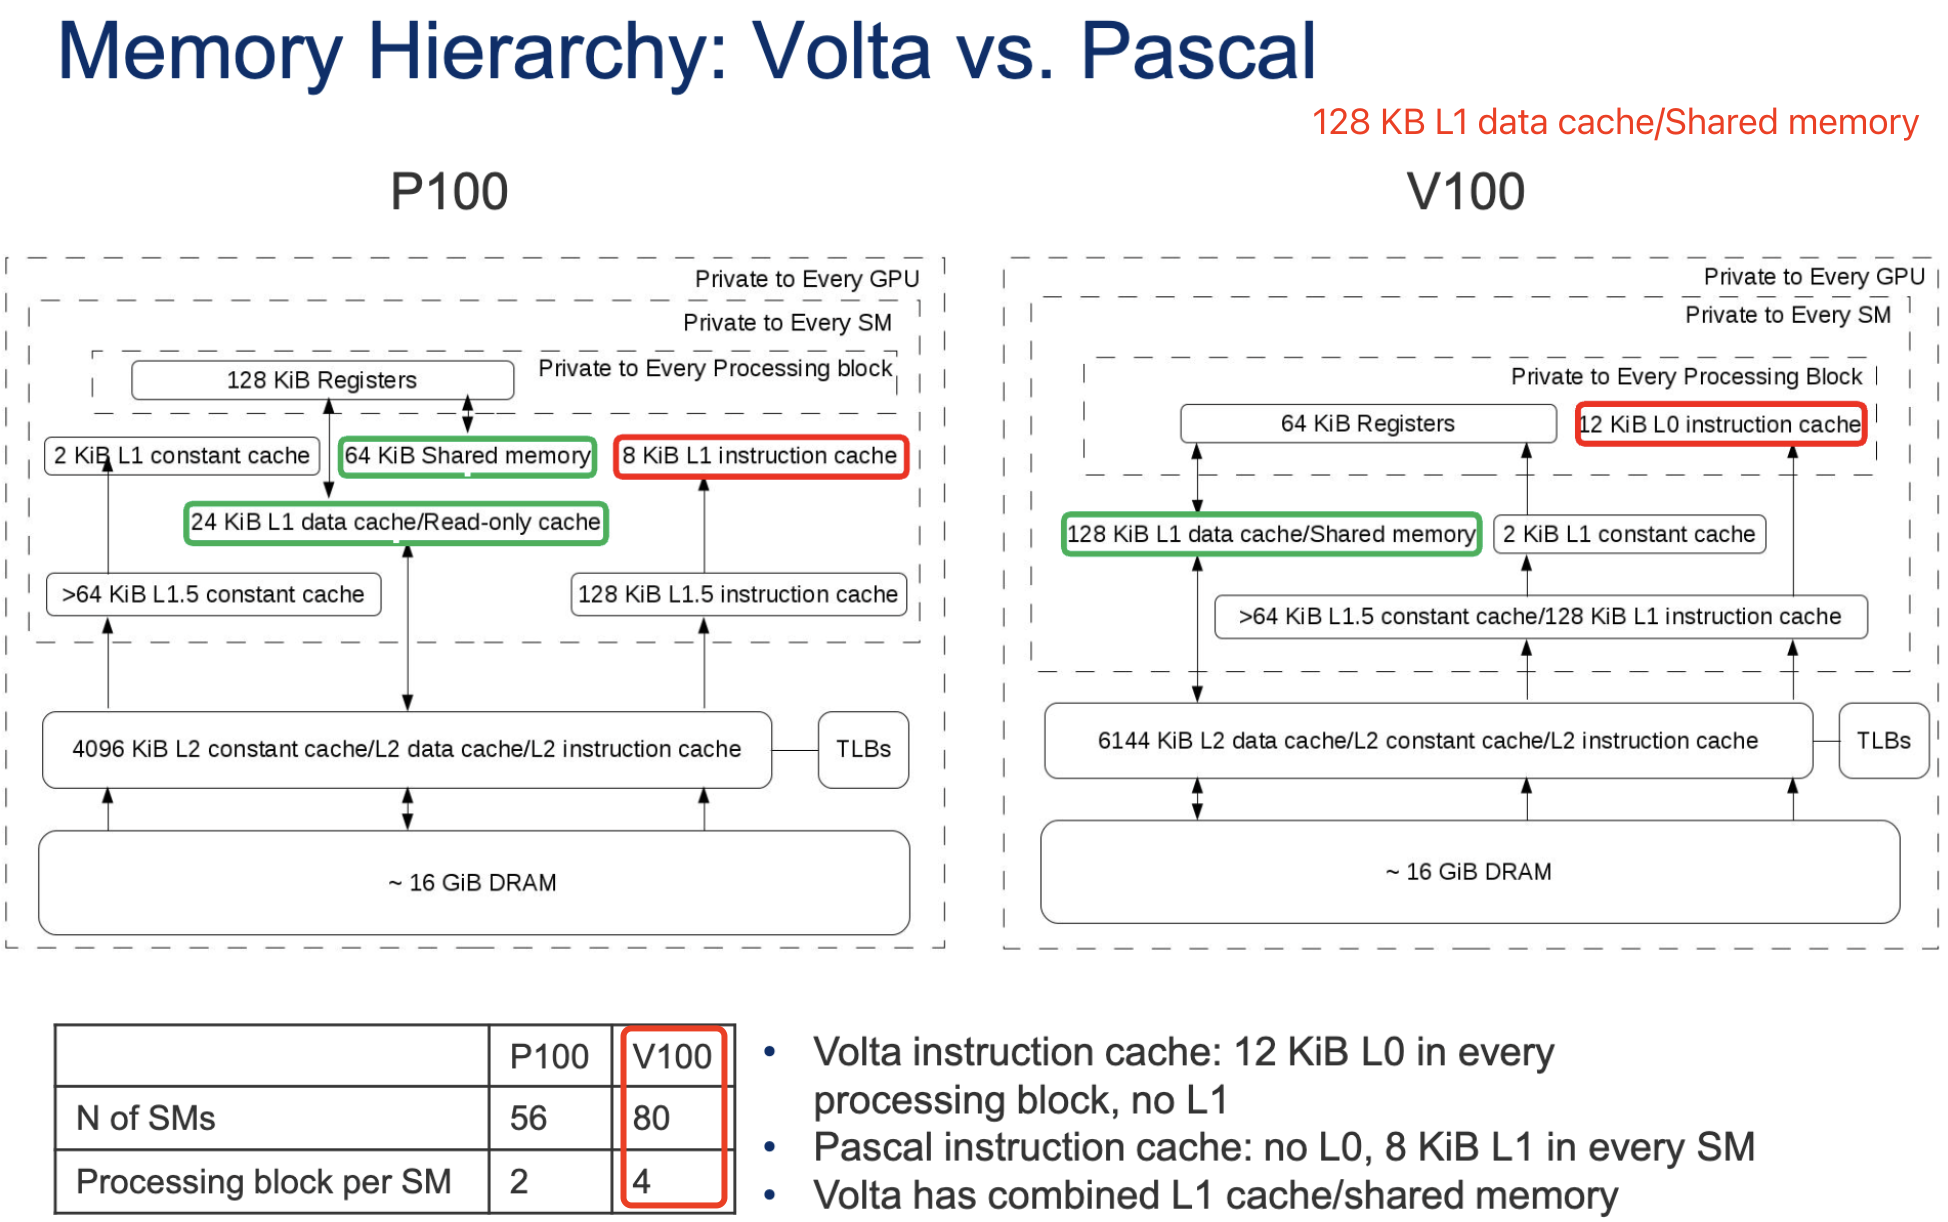 Memory Hierarchy: Volta vs. Pascal
128 KB L1 data cache/Shared memory
P100
Private to Every GPU
Private to Every SM
Private to Every Processing block
128 KiB Registers
2 KiB L1 constant cache
64 KiB Shared memory
8 KiB L1 instruction cache
24 KiB L1 data cache/Read-only cache
>64 KiB L1.5 constant cache
128 KiB L1.5 instruction cache
4096 KiB L2 constant cache/L2 data cache/L2 instruction cache
TLBs
~ 16 GiB DRAM
V100
Private to Every GPU
Private to Every SM
Private to Every Processing Block
64 KiB Registers
12 KiB L0 instruction cache
128 KiB L1 data cache/Shared memory
2 KiB L1 constant cache
>64 KiB L1.5 constant cache/128 KiB L1 instruction cache
6144 KiB L2 data cache/L2 constant cache/L2 instruction cache
TLBs
~ 16 GiB DRAM
P100 V100
N of SMs 56 80
Processing block per SM 2 4
• Volta instruction cache: 12 KiB L0 in every
processing block, no L1
• Pascal instruction cache: no L0, 8 KiB L1 in every SM
• Volta has combined L1 cache/shared memory